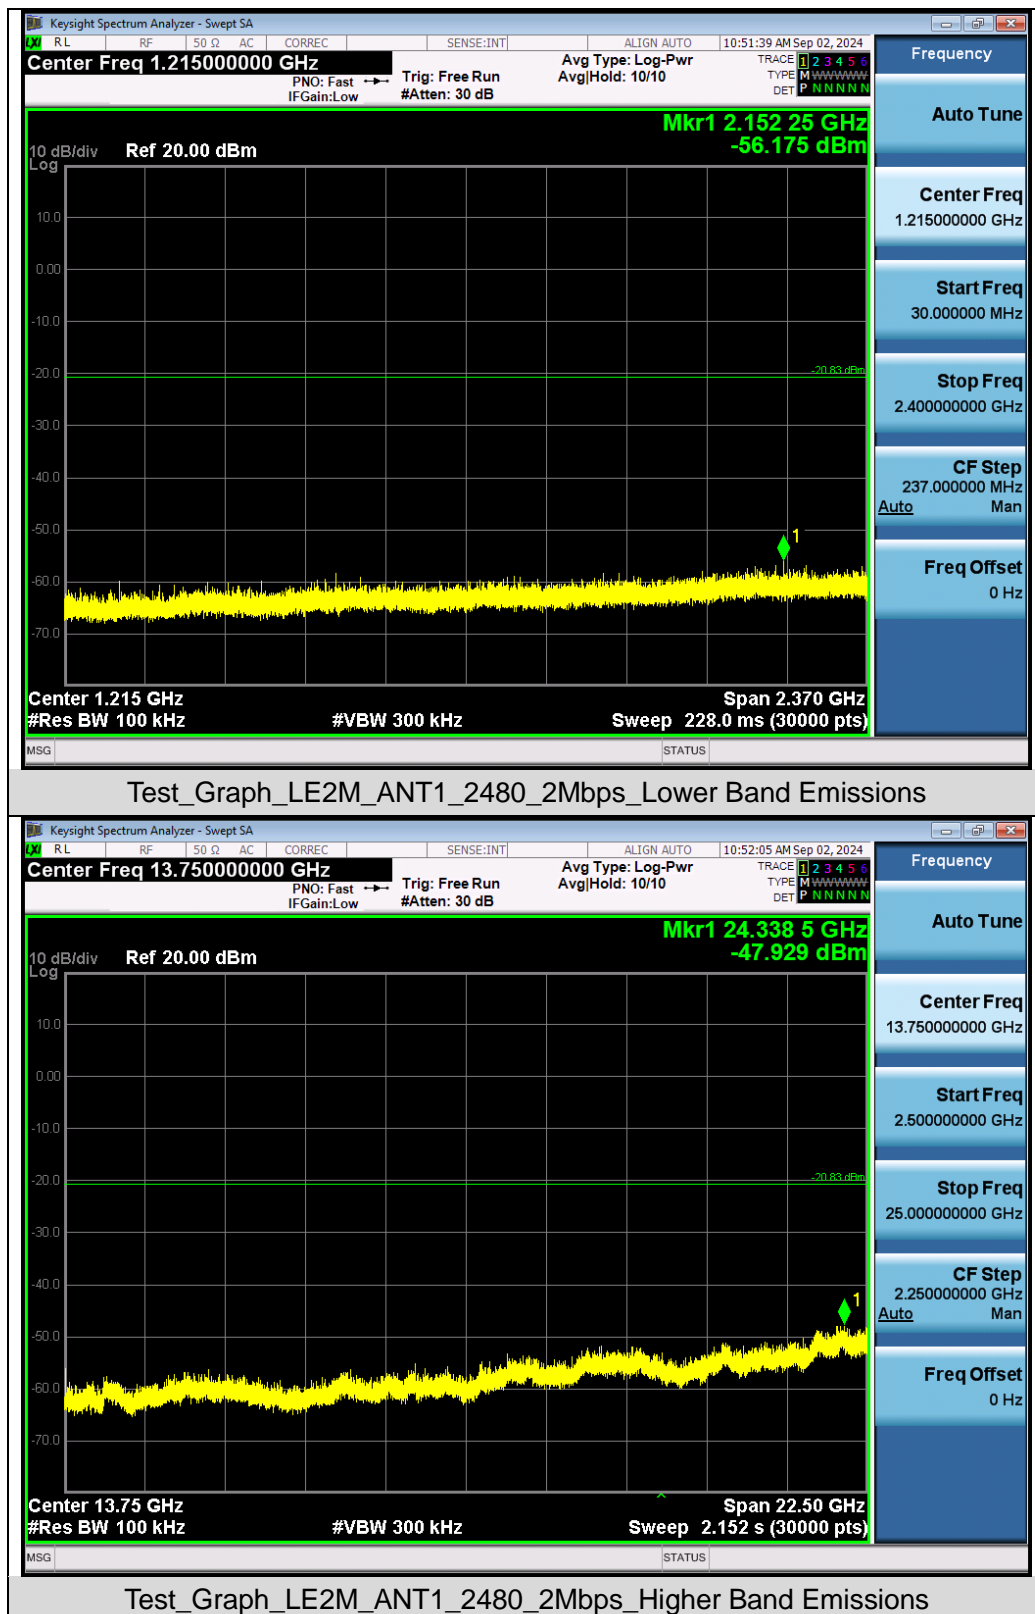 Keysight Spectrum Analyzer - Swept SA
LXI RL RF 50 Ω AC CORREC SENSE:INT ALIGN AUTO 10:51:39 AM Sep 02, 2024
Center Freq 1.215000000 GHz
PNO: Fast
IFGain:Low
Trig: Free Run
#Atten: 30 dB
Avg Type: Log-Pwr
Avg|Hold: 10/10
TRACE 1 2 3 4 5 6
TYPE M W W W W W
DET P N N N N N
Frequency
Mkr1 2.152 25 GHz
-56.175 dBm
10 dB/div Ref 20.00 dBm
Log
10.0
0.00
-10.0
-20.0
-20.83 dBm
-30.0
-40.0
-50.0
1
-60.0
-70.0
Center 1.215 GHz Span 2.370 GHz
#Res BW 100 kHz #VBW 300 kHz Sweep 228.0 ms (30000 pts)
MSG STATUS
Auto Tune
Center Freq
1.215000000 GHz
Start Freq
30.000000 MHz
Stop Freq
2.400000000 GHz
CF Step
237.000000 MHz
Auto Man
Freq Offset
0 Hz
Test_Graph_LE2M_ANT1_2480_2Mbps_Lower Band Emissions
Keysight Spectrum Analyzer - Swept SA
LXI RL RF 50 Ω AC CORREC SENSE:INT ALIGN AUTO 10:52:05 AM Sep 02, 2024
Center Freq 13.750000000 GHz
PNO: Fast
IFGain:Low
Trig: Free Run
#Atten: 30 dB
Avg Type: Log-Pwr
Avg|Hold: 10/10
TRACE 1 2 3 4 5 6
TYPE M W W W W W
DET P N N N N N
Frequency
Mkr1 24.338 5 GHz
-47.929 dBm
10 dB/div Ref 20.00 dBm
Log
10.0
0.00
-10.0
-20.0
-20.83 dBm
-30.0
-40.0
1
-50.0
-60.0
-70.0
Center 13.75 GHz Span 22.50 GHz
#Res BW 100 kHz #VBW 300 kHz Sweep 2.152 s (30000 pts)
MSG STATUS
Auto Tune
Center Freq
13.750000000 GHz
Start Freq
2.500000000 GHz
Stop Freq
25.000000000 GHz
CF Step
2.250000000 GHz
Auto Man
Freq Offset
0 Hz
Test_Graph_LE2M_ANT1_2480_2Mbps_Higher Band Emissions